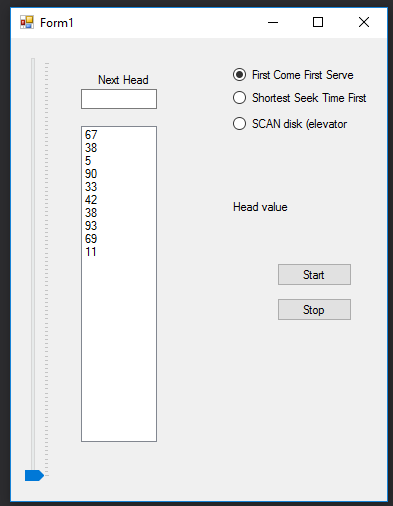 Form1
Next Head
67
38
5
90
33
42
38
93
69
11
First Come First Serve
Shortest Seek Time First
SCAN disk (elevator
Head value
Start
Stop